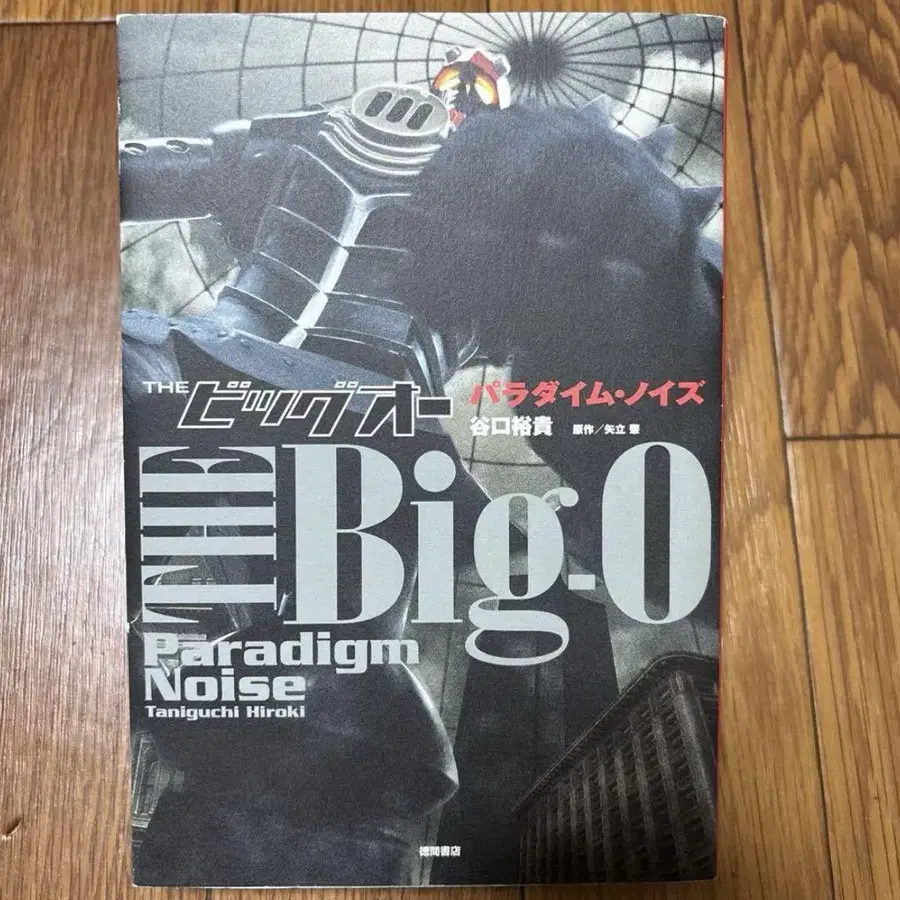 THE ビッグオー パラダイム・ノイズ
谷口裕貴 原作／矢立 肇
THE Big-O
Paradigm
Noise
Taniguchi Hiroki
徳間書店